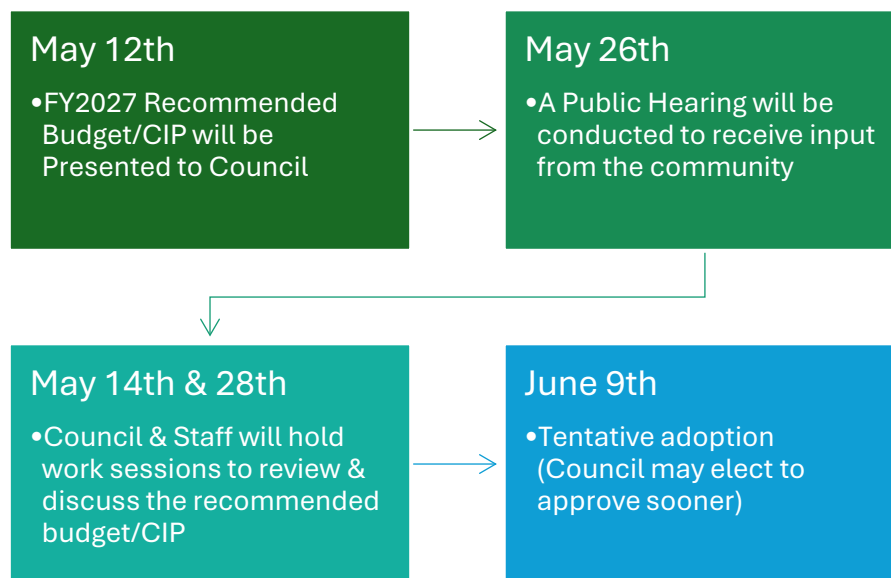 May 12th
•FY2027 Recommended
Budget/CIP will be
Presented to Council
May 26th
•A Public Hearing will be
conducted to receive input
from the community
May 14th & 28th
•Council & Staff will hold
work sessions to review &
discuss the recommended
budget/CIP
June 9th
•Tentative adoption
(Council may elect to
approve sooner)